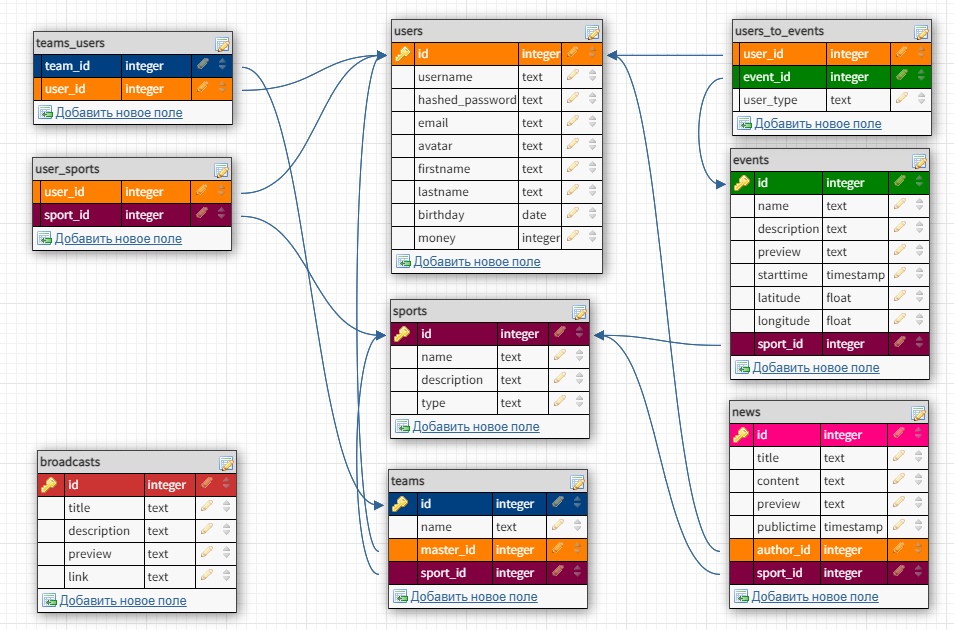 teams_users
team_id integer
user_id integer
Добавить новое поле
user_sports
user_id integer
sport_id integer
Добавить новое поле
broadcasts
id integer
title text
description text
preview text
link text
Добавить новое поле
users
id integer
username text
hashed_password text
email text
avatar text
firstname text
lastname text
birthday date
money integer
Добавить новое поле
sports
id integer
name text
description text
type text
Добавить новое поле
teams
id integer
name text
master_id integer
sport_id integer
Добавить новое поле
users_to_events
user_id integer
event_id integer
user_type text
Добавить новое поле
events
id integer
name text
description text
preview text
starttime timestamp
latitude float
longitude float
sport_id integer
Добавить новое поле
news
id integer
title text
content text
preview text
publictime timestamp
author_id integer
sport_id integer
Добавить новое поле